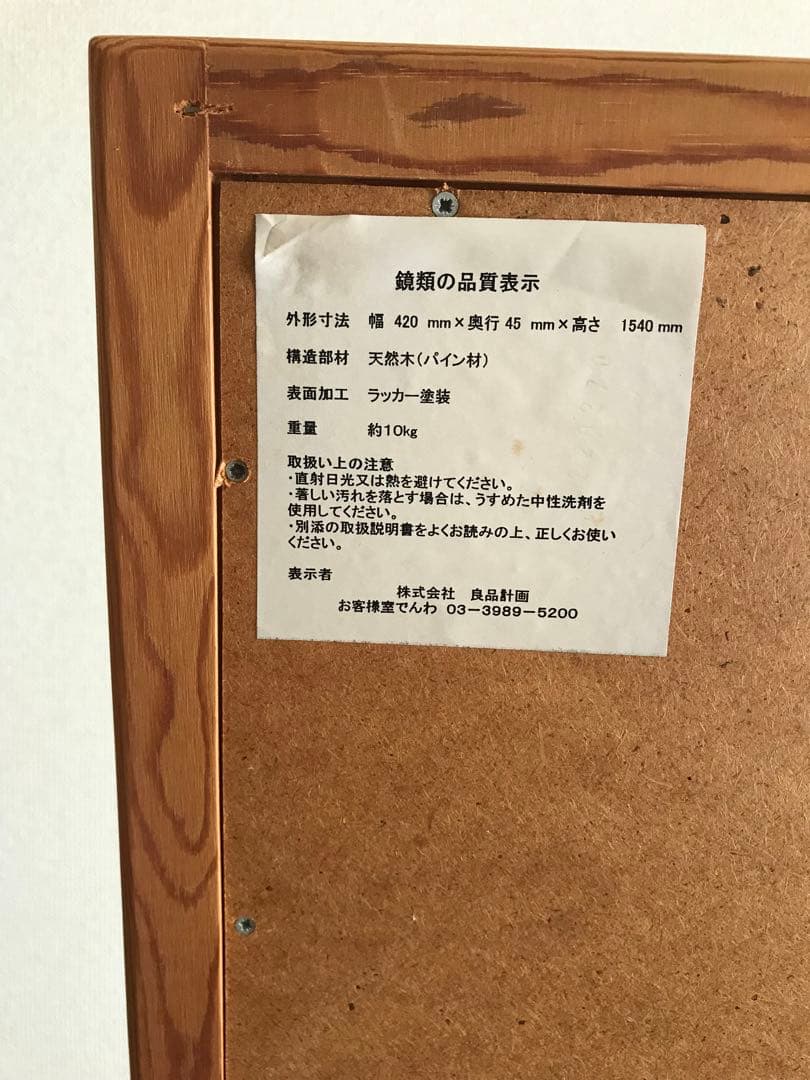 鏡類の品質表示
外形寸法 幅 420 mm×奥行 45 mm×高さ 1540 mm
構造部材 天然木(パイン材)
表面加工 ラッカー塗装
重量 約10kg
取扱い上の注意
・直射日光又は熱を避けてください。
・著しい汚れを落とす場合は、うすめた中性洗剤を
使用してください。
・別添の取扱説明書をよくお読みの上、正しくお使い
ください。
表示者
株式会社 良品計画
お客様室でんわ 03-3989-5200